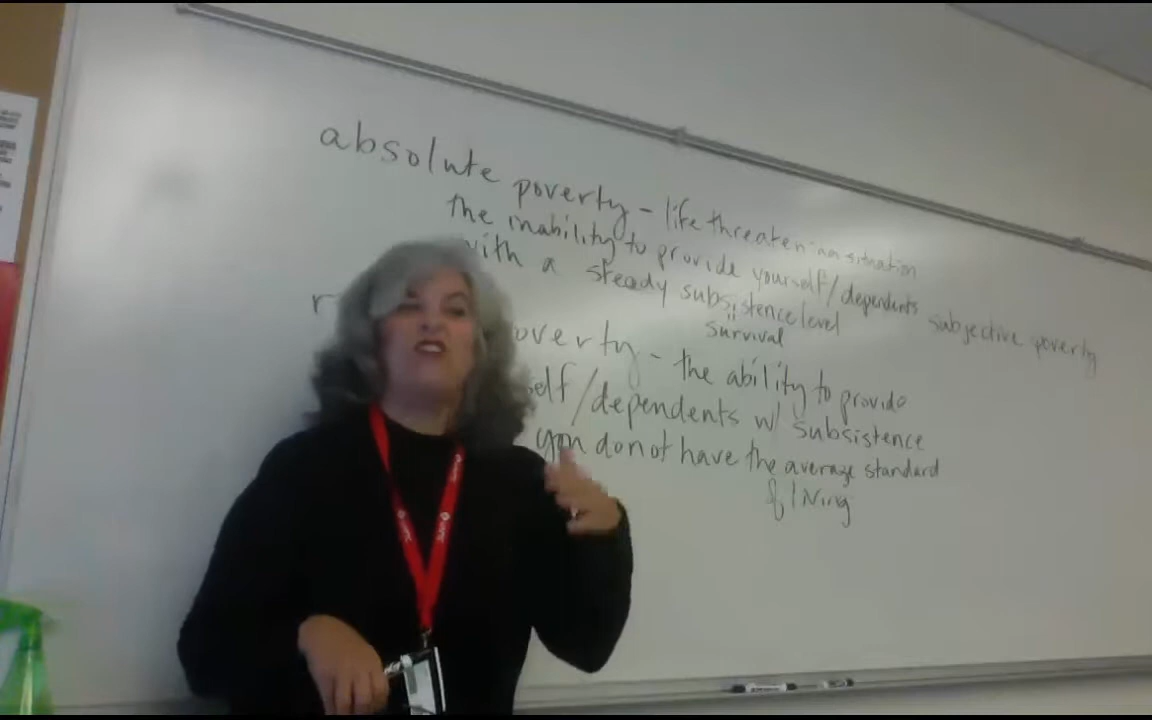 absolute poverty - life threatening situation
the inability to provide yourself/dependents
with a steady subsistence level
subjective poverty
"
survival
r overty - the ability to provide
self/dependents w/ subsistence
you do not have the average standard
of living